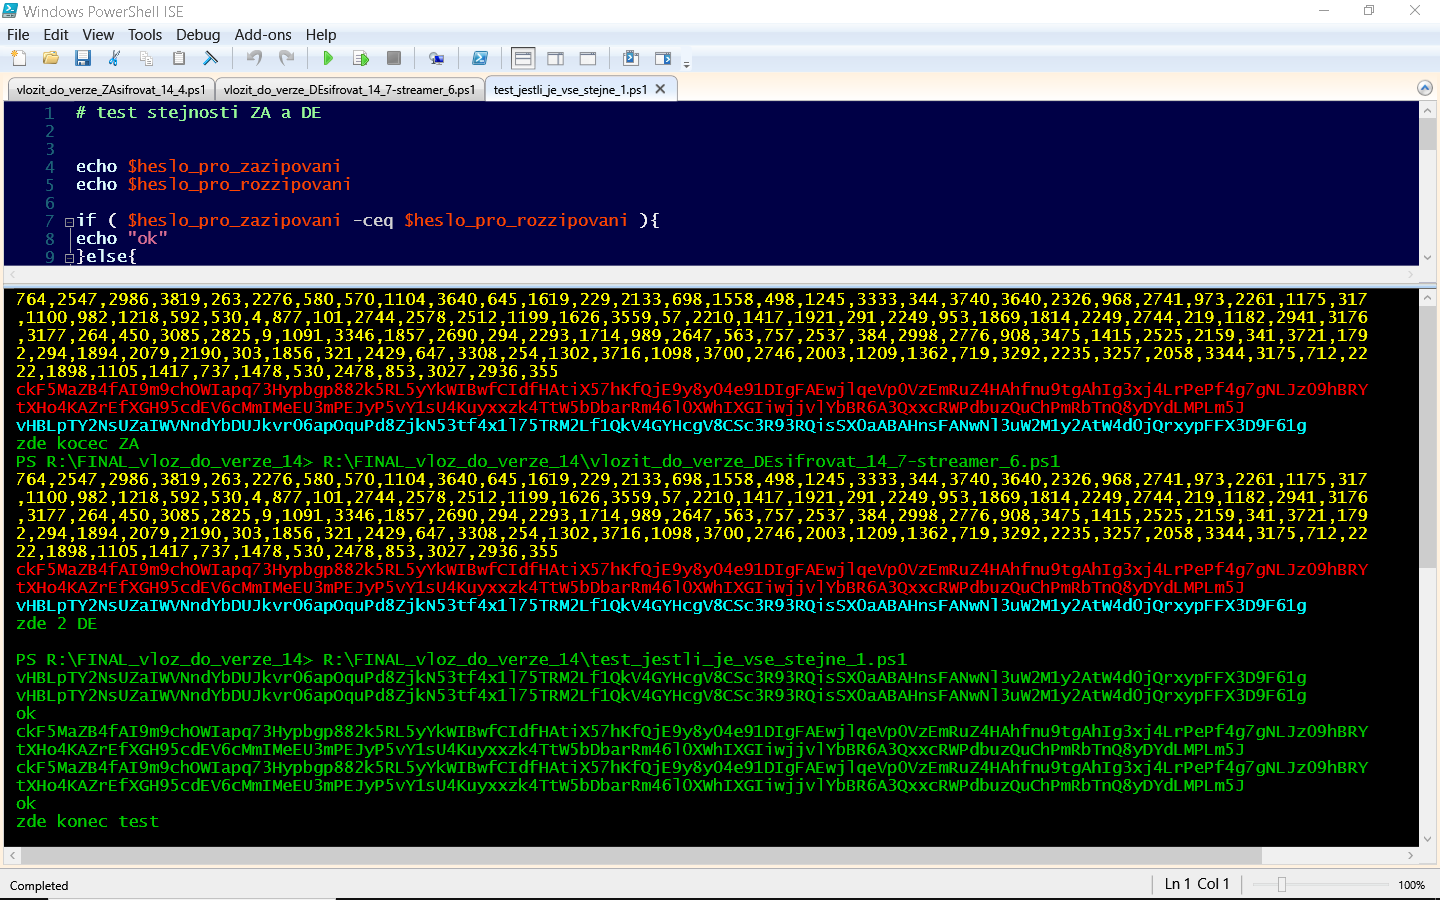 Windows PowerShell ISE
File Edit View Tools Debug Add-ons Help
vlozit_do_verze_ZAsifrovat_14_4.ps1 vlozit_do_verze_DEsifrovat_14_7-streamer_6.ps1 test_jestli_je_vse_stejne_1.ps1
1 # test stejnosti ZA a DE
2
3
4 echo $heslo_pro_zazipovani
5 echo $heslo_pro_rozzipovani
6
7 if ( $heslo_pro_zazipovani -ceq $heslo_pro_rozzipovani ){
8 echo "ok"
9 }else{
764,2547,2986,3819,263,2276,580,570,1104,3640,645,1619,229,2133,698,1558,498,1245,3333,344,3740,3640,2326,968,2741,973,2261,1175,317
,1100,982,1218,592,530,4,877,101,2744,2578,2512,1199,1626,3559,57,2210,1417,1921,291,2249,953,1869,1814,2249,2744,219,1182,2941,3176
,3177,264,450,3085,2825,9,1091,3346,1857,2690,294,2293,1714,989,2647,563,757,2537,384,2998,2776,908,3475,1415,2525,2159,341,3721,179
2,294,1894,2079,2190,303,1856,321,2429,647,3308,254,1302,3716,1098,3700,2746,2003,1209,1362,719,3292,2235,3257,2058,3344,3175,712,22
22,1898,1105,1417,737,1478,530,2478,853,3027,2936,355
ckF5MaZB4fAI9m9chOWIapq73Hypbgp882k5RL5yYkWIBwfCIdfHAtiX57hKfQjE9y8yO4e91DIgFAEwjlqeVpOVzEmRuZ4HAhfnu9tgAhIg3xj4LrPePf4g7gNLJzO9hBRY
tXHo4KAZrEfXGH95cdEV6cMmIMeEU3mPEJyP5vY1sU4Kuyxxzk4TtW5bDbarRm46lOXWhIXGIiwjjvlYbBR6A3QxxcRWPdbuzQuChPmRbTnQ8yDYdLMPLm5J
vHBLpTY2NsUZaIWVNndYbDUJkvrO6apOquPd8ZjkN53tf4x1l75TRM2Lf1QkV4GYHcgV8CSc3R93RQisSXOaABAHnsFANwNl3uW2M1y2AtW4dOjQrxypFFX3D9F61g
zde kocec ZA
PS R:\FINAL_vloz_do_verze_14> R:\FINAL_vloz_do_verze_14\vlozit_do_verze_DEsifrovat_14_7-streamer_6.ps1
764,2547,2986,3819,263,2276,580,570,1104,3640,645,1619,229,2133,698,1558,498,1245,3333,344,3740,3640,2326,968,2741,973,2261,1175,317
,1100,982,1218,592,530,4,877,101,2744,2578,2512,1199,1626,3559,57,2210,1417,1921,291,2249,953,1869,1814,2249,2744,219,1182,2941,3176
,3177,264,450,3085,2825,9,1091,3346,1857,2690,294,2293,1714,989,2647,563,757,2537,384,2998,2776,908,3475,1415,2525,2159,341,3721,179
2,294,1894,2079,2190,303,1856,321,2429,647,3308,254,1302,3716,1098,3700,2746,2003,1209,1362,719,3292,2235,3257,2058,3344,3175,712,22
22,1898,1105,1417,737,1478,530,2478,853,3027,2936,355
ckF5MaZB4fAI9m9chOWIapq73Hypbgp882k5RL5yYkWIBwfCIdfHAtiX57hKfQjE9y8yO4e91DIgFAEwjlqeVpOVzEmRuZ4HAhfnu9tgAhIg3xj4LrPePf4g7gNLJzO9hBRY
tXHo4KAZrEfXGH95cdEV6cMmIMeEU3mPEJyP5vY1sU4Kuyxxzk4TtW5bDbarRm46lOXWhIXGIiwjjvlYbBR6A3QxxcRWPdbuzQuChPmRbTnQ8yDYdLMPLm5J
vHBLpTY2NsUZaIWVNndYbDUJkvrO6apOquPd8ZjkN53tf4x1l75TRM2Lf1QkV4GYHcgV8CSc3R93RQisSXOaABAHnsFANwNl3uW2M1y2AtW4dOjQrxypFFX3D9F61g
zde 2 DE
PS R:\FINAL_vloz_do_verze_14> R:\FINAL_vloz_do_verze_14\test_jestli_je_vse_stejne_1.ps1
vHBLpTY2NsUZaIWVNndYbDUJkvrO6apOquPd8ZjkN53tf4x1l75TRM2Lf1QkV4GYHcgV8CSc3R93RQisSXOaABAHnsFANwNl3uW2M1y2AtW4dOjQrxypFFX3D9F61g
vHBLpTY2NsUZaIWVNndYbDUJkvrO6apOquPd8ZjkN53tf4x1l75TRM2Lf1QkV4GYHcgV8CSc3R93RQisSXOaABAHnsFANwNl3uW2M1y2AtW4dOjQrxypFFX3D9F61g
ok
ckF5MaZB4fAI9m9chOWIapq73Hypbgp882k5RL5yYkWIBwfCIdfHAtiX57hKfQjE9y8yO4e91DIgFAEwjlqeVpOVzEmRuZ4HAhfnu9tgAhIg3xj4LrPePf4g7gNLJzO9hBRY
tXHo4KAZrEfXGH95cdEV6cMmIMeEU3mPEJyP5vY1sU4Kuyxxzk4TtW5bDbarRm46lOXWhIXGIiwjjvlYbBR6A3QxxcRWPdbuzQuChPmRbTnQ8yDYdLMPLm5J
ckF5MaZB4fAI9m9chOWIapq73Hypbgp882k5RL5yYkWIBwfCIdfHAtiX57hKfQjE9y8yO4e91DIgFAEwjlqeVpOVzEmRuZ4HAhfnu9tgAhIg3xj4LrPePf4g7gNLJzO9hBRY
tXHo4KAZrEfXGH95cdEV6cMmIMeEU3mPEJyP5vY1sU4Kuyxxzk4TtW5bDbarRm46lOXWhIXGIiwjjvlYbBR6A3QxxcRWPdbuzQuChPmRbTnQ8yDYdLMPLm5J
ok
zde konec test
Completed Ln 1 Col 1 100%